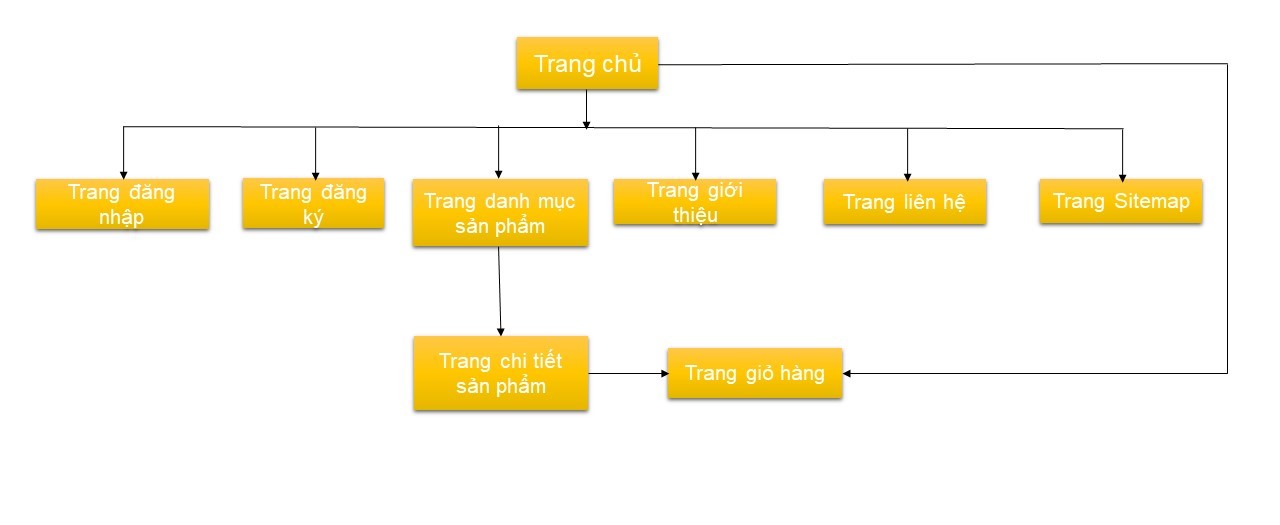 Trang chủ
Trang đăng
nhập
Trang đăng
ký
Trang danh mục
sản phẩm
Trang giới
thiệu
Trang liên hệ
Trang Sitemap
Trang chi tiết
sản phẩm
Trang giỏ hàng